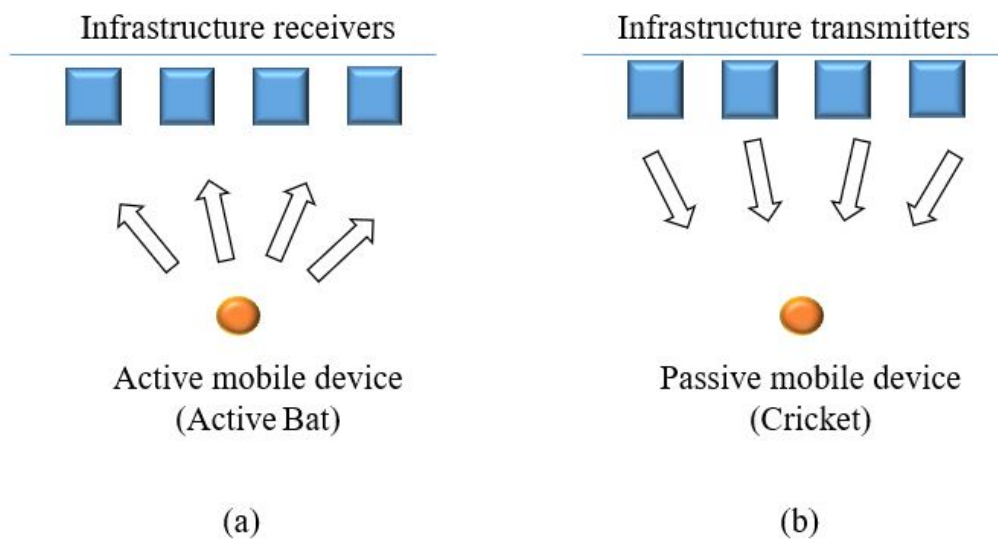 Infrastructure receivers
Active mobile device
(Active Bat)
(a)
Infrastructure transmitters
Passive mobile device
(Cricket)
(b)